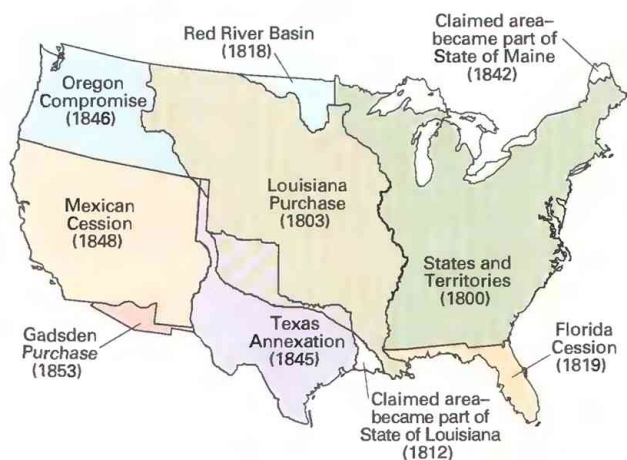 Red River Basin
(1818)
Claimed area–
became part of
State of Maine
(1842)
Oregon
Compromise
(1846)
Louisiana
Purchase
(1803)
Mexican
Cession
(1848)
States and
Territories
(1800)
Gadsden
Purchase
(1853)
Texas
Annexation
(1845)
Florida
Cession
(1819)
Claimed area–
became part of
State of Louisiana
(1812)